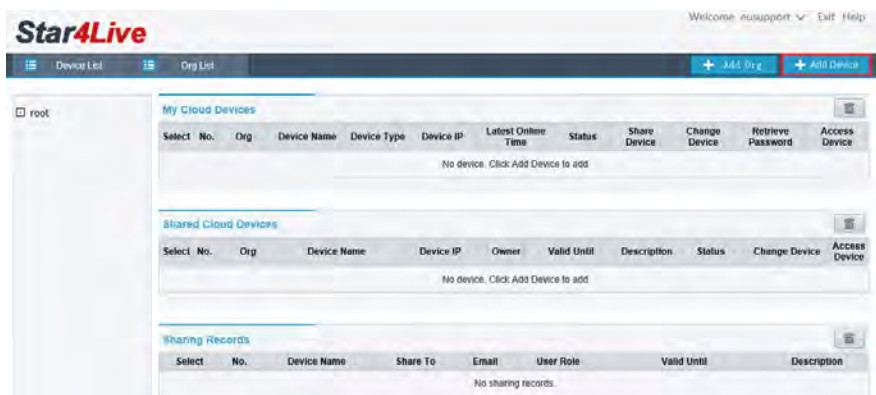 Welcome eusupport Exit Help
Star4Live
Device List Org List + Add Org + Add Device
root
My Cloud Devices
Select No. Org Device Name Device Type Device IP Latest Online Time Status Share Device Change Device Retrieve Password Access Device
No device. Click Add Device to add
Shared Cloud Devices
Select No. Org Device Name Device IP Owner Valid Until Description Status Change Device Access Device
No device. Click Add Device to add
Sharing Records
Select No. Device Name Share To Email User Role Valid Until Description
No sharing records.